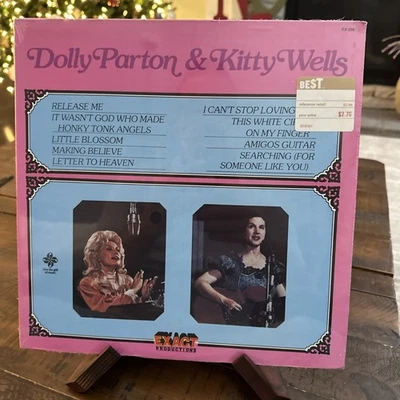 Dolly Parton & Kitty Wells
BEST
$7.76
RELEASE ME
IT WASN'T GOD WHO MADE
HONKY TONK ANGELS
LITTLE BLOSSOM
MAKING BELIEVE
LETTER TO HEAVEN
I CAN'T STOP LOVING
THIS WHITE
ON MY FINGER
AMIGOS GUITAR
SEARCHING (FOR
SOMEONE LIKE YOU)
EXACT
PRODUCTIONS